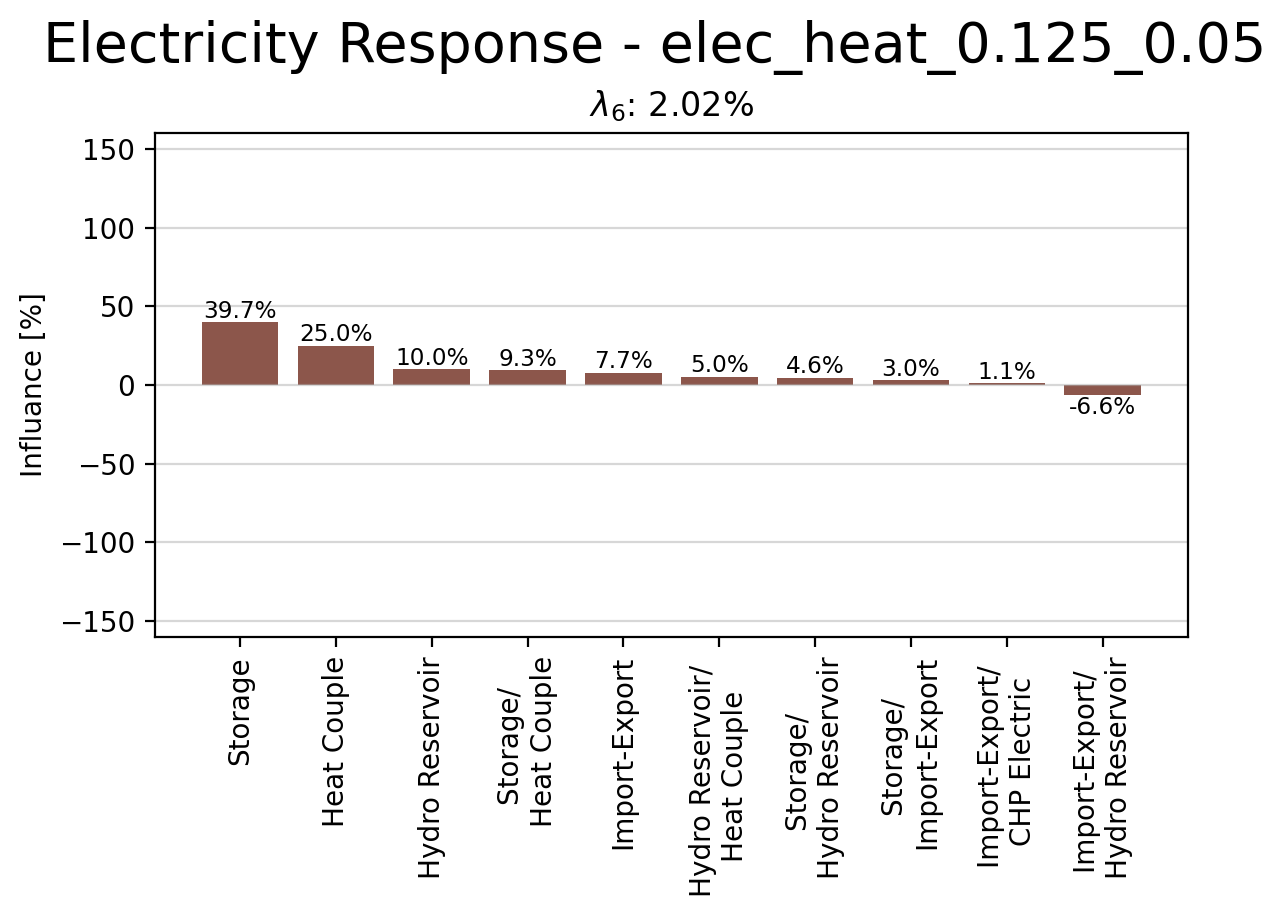 Electricity Response - elec_heat_0.125_0.05
λ6: 2.02%
Influance [%]
150
100
50
0
−50
−100
−150
39.7%
25.0%
10.0%
9.3%
7.7%
5.0%
4.6%
3.0%
1.1%
-6.6%
Storage
Heat Couple
Hydro Reservoir
Storage/
Heat Couple
Import-Export
Hydro Reservoir/
Heat Couple
Storage/
Hydro Reservoir
Storage/
Import-Export
Import-Export/
CHP Electric
Import-Export/
Hydro Reservoir